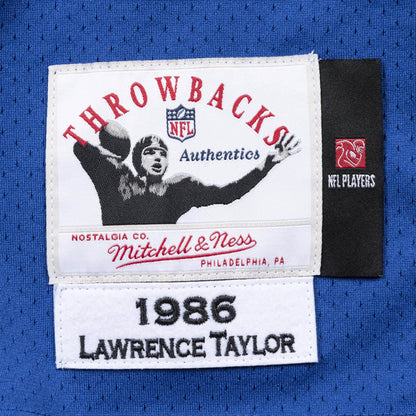 THROWBACKS
NFL
Authentics
NFL PLAYERS
NOSTALGIA CO.
Mitchell & Ness
PHILADELPHIA, PA
1986
LAWRENCE TAYLOR